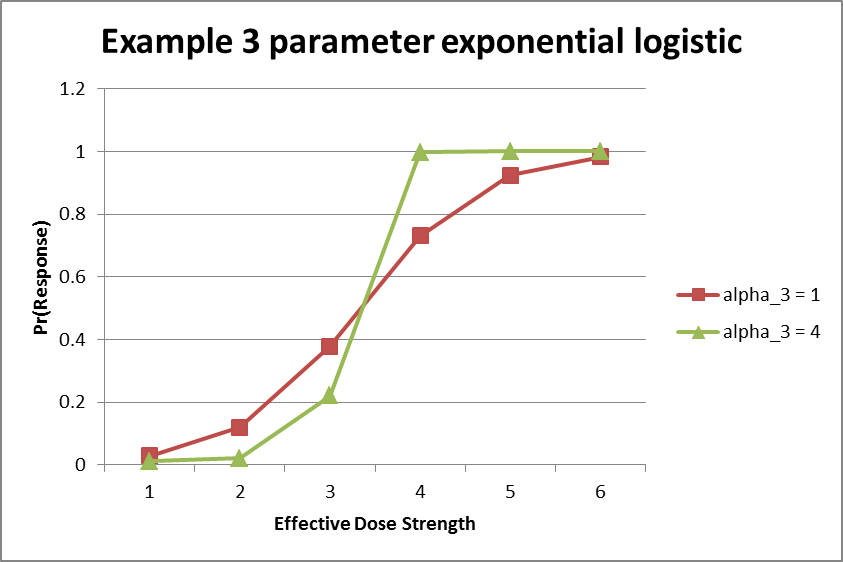 Example 3 parameter exponential logistic
1.2
1
0.8
0.6
0.4
0.2
0
Pr(Response)
1 2 3 4 5 6
Effective Dose Strength
alpha_3 = 1
alpha_3 = 4